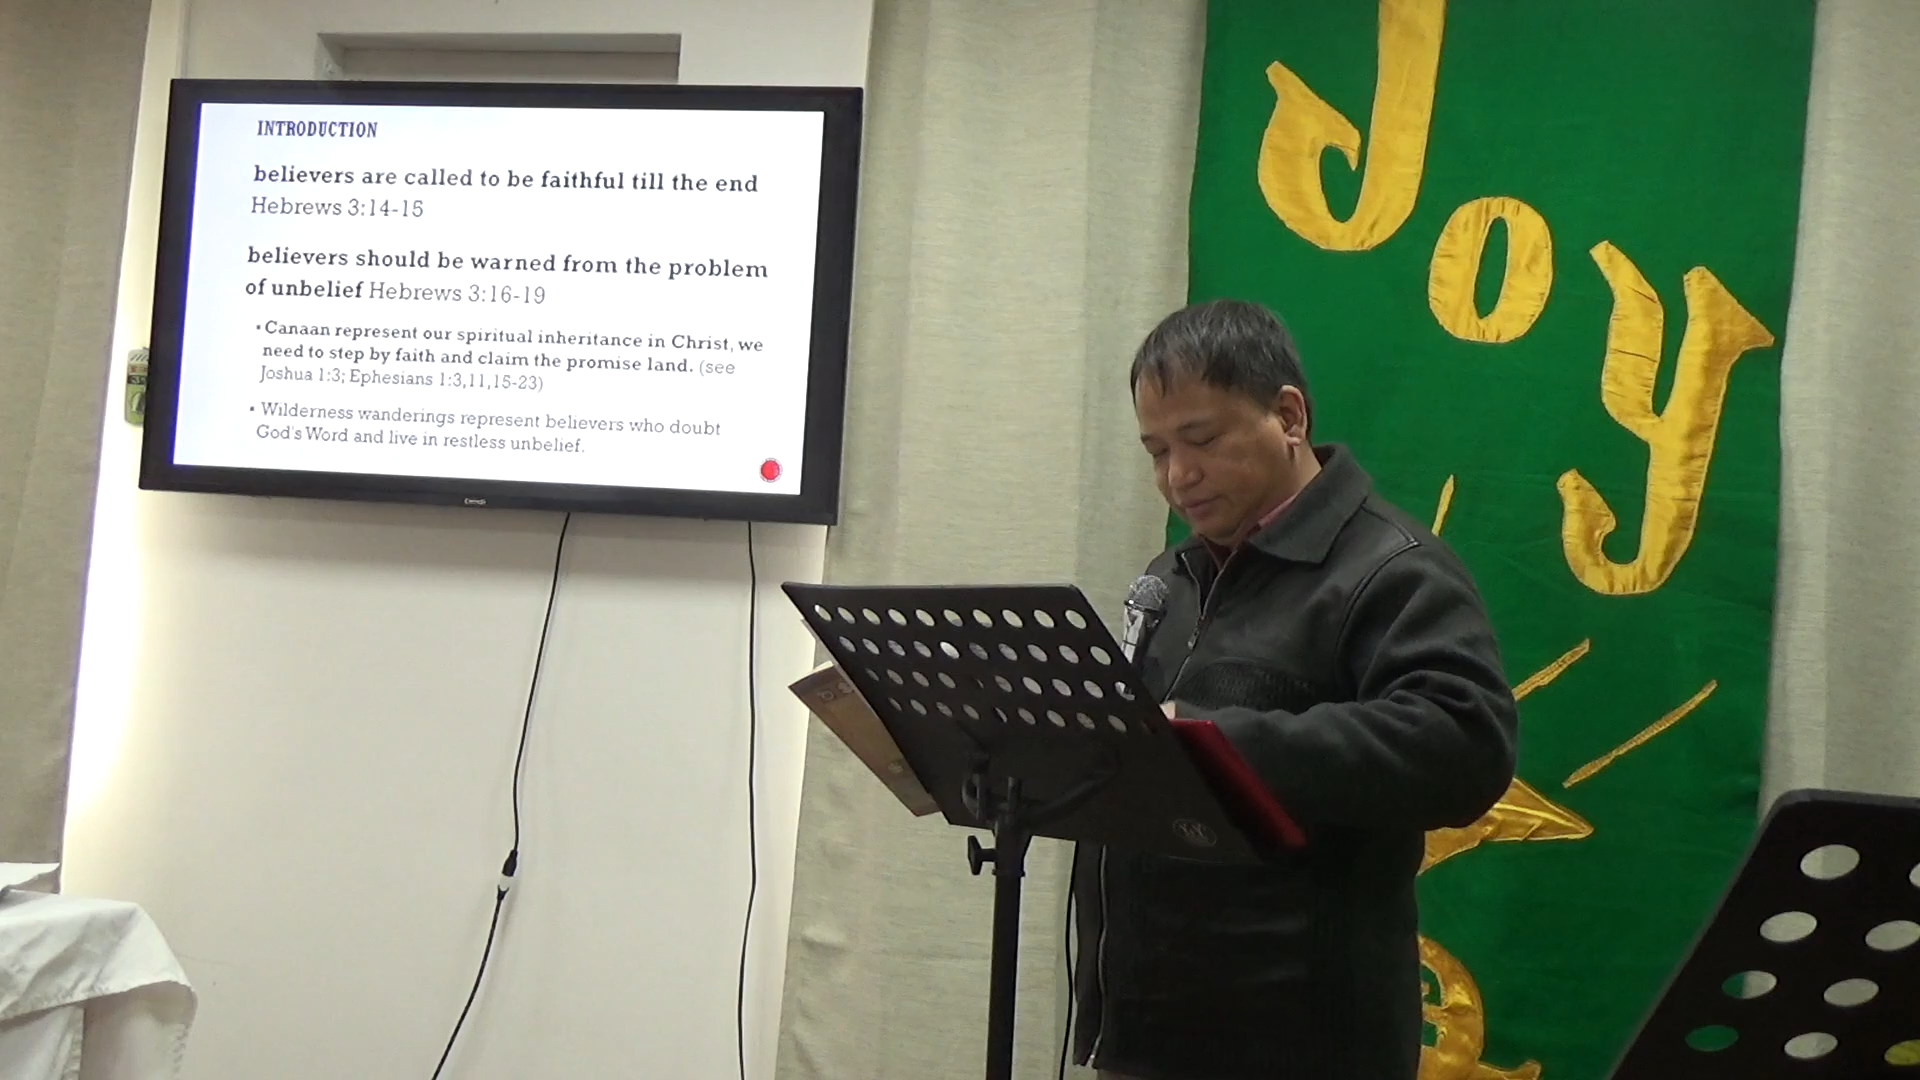 INTRODUCTION
believers are called to be faithful till the end
Hebrews 3:14-15
believers should be warned from the problem
of unbelief Hebrews 3:16-19
• Canaan represent our spiritual inheritance in Christ, we
need to step by faith and claim the promise land. (see
Joshua 1:3; Ephesians 1:3,11,15-23)
• Wilderness wanderings represent believers who doubt
God's Word and live in restless unbelief.
Joy